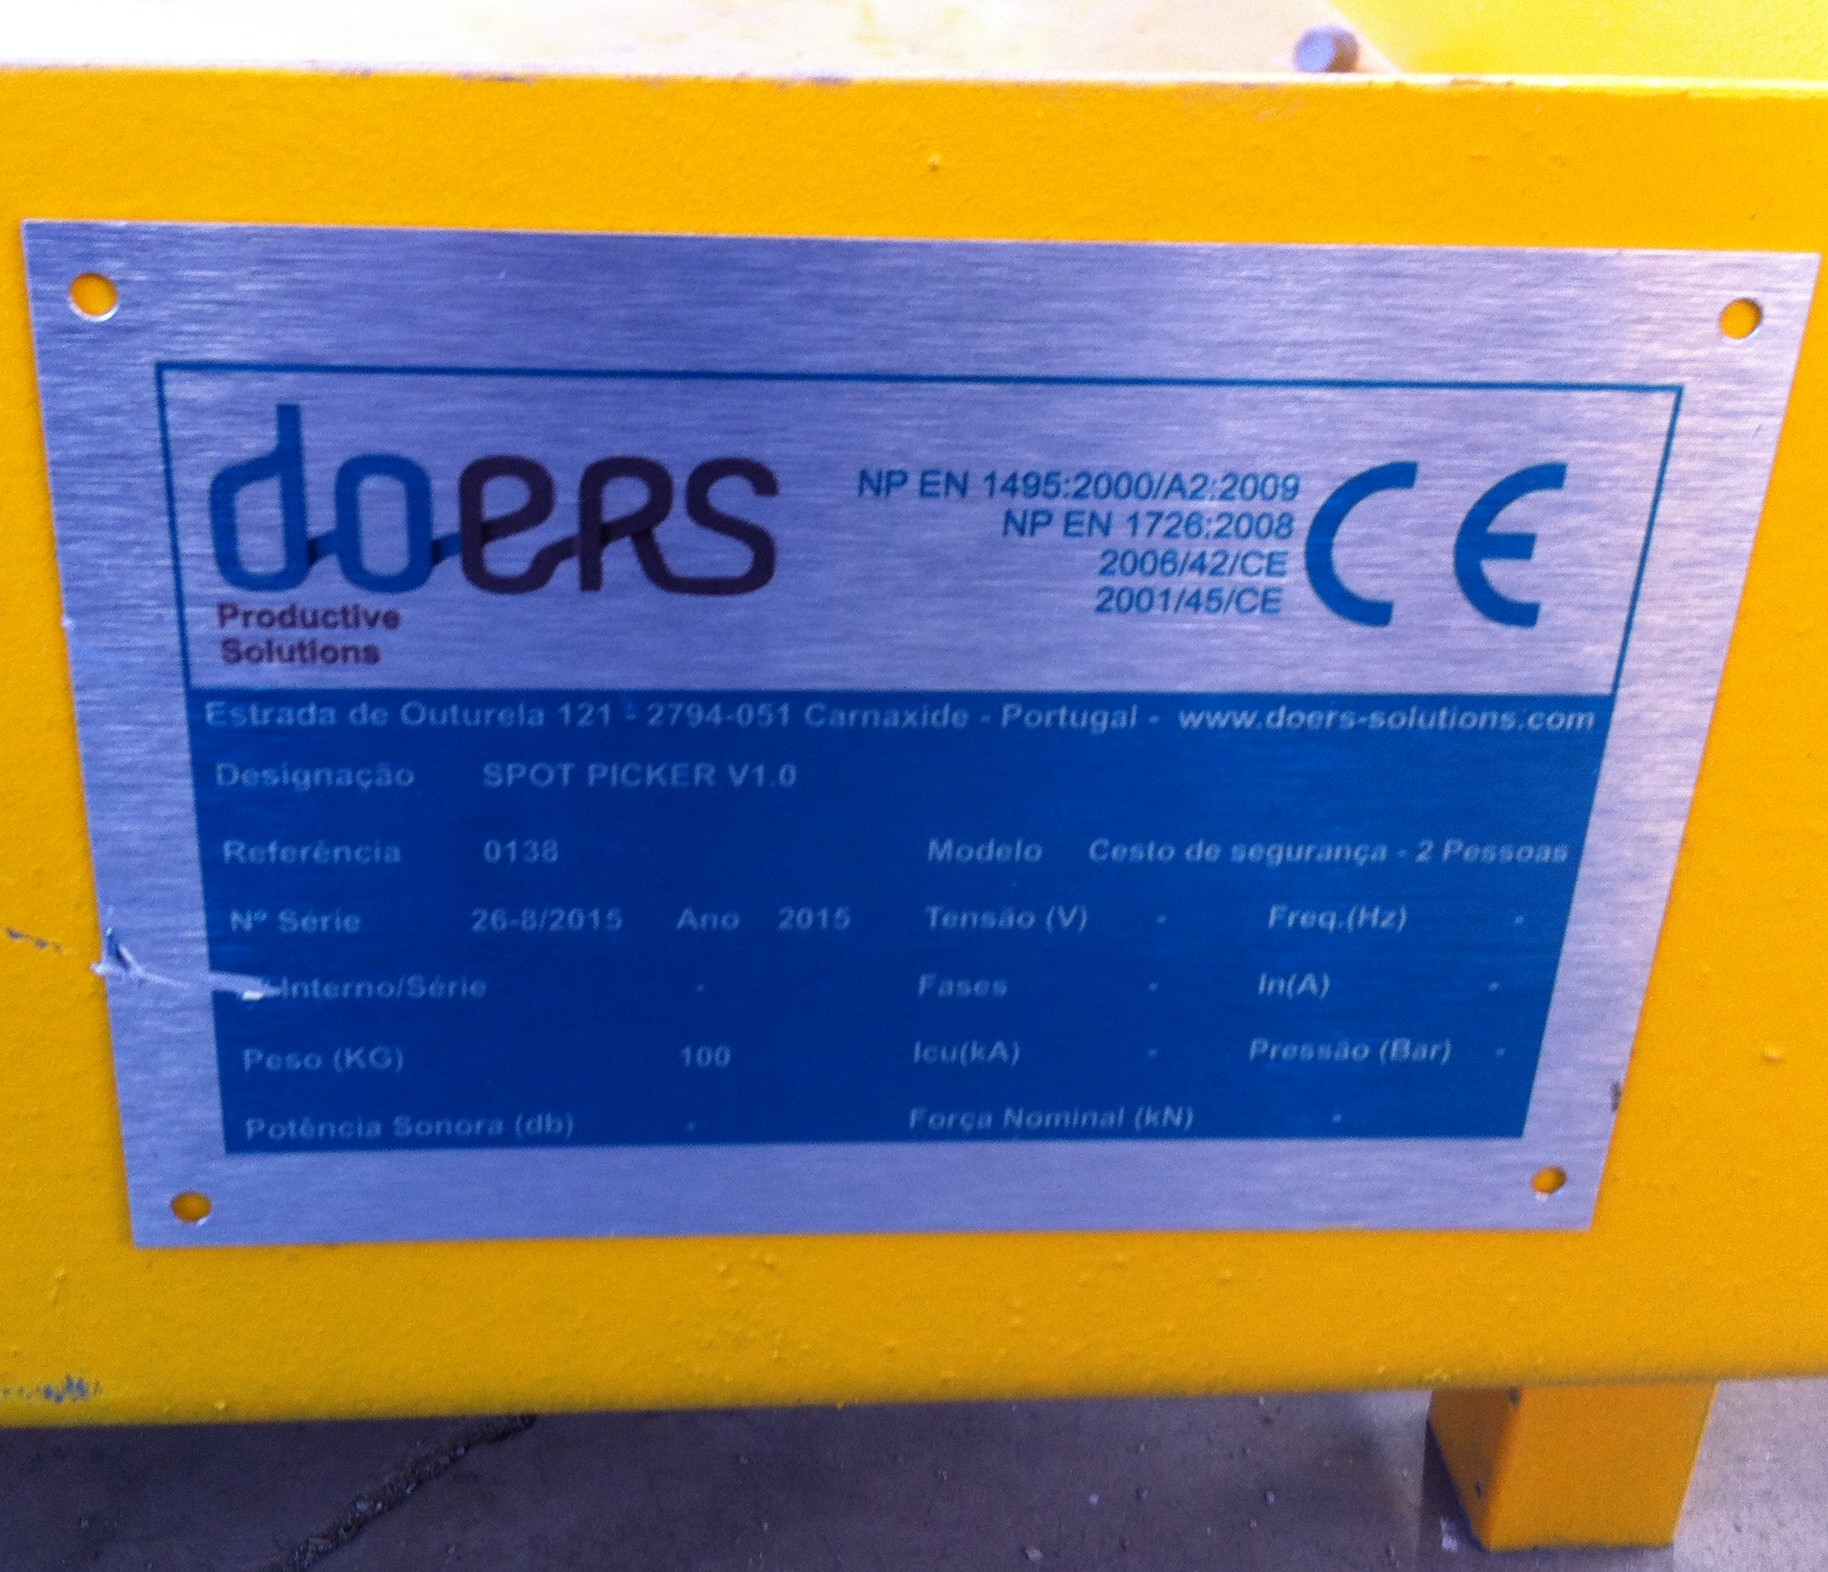 doers
Productive
Solutions
NP EN 1495:2000/A2:2009
NP EN 1726:2008
2006/42/CE
2001/45/CE
CE
Estrada de Outurela 121 - 2794-051 Carnaxide - Portugal - www.doers-solutions.com
Designação SPOT PICKER V1.0
Referência 0138 Modelo Cesto de segurança - 2 Pessoas
Nº Série 26-8/2015 Ano 2015 Tensão (V) - Freq.(Hz) -
Interno/Série - Fases - In(A) -
Peso (KG) 100 Icu(kA) - Pressão (Bar) -
Potência Sonora (db) - Força Nominal (kN) -